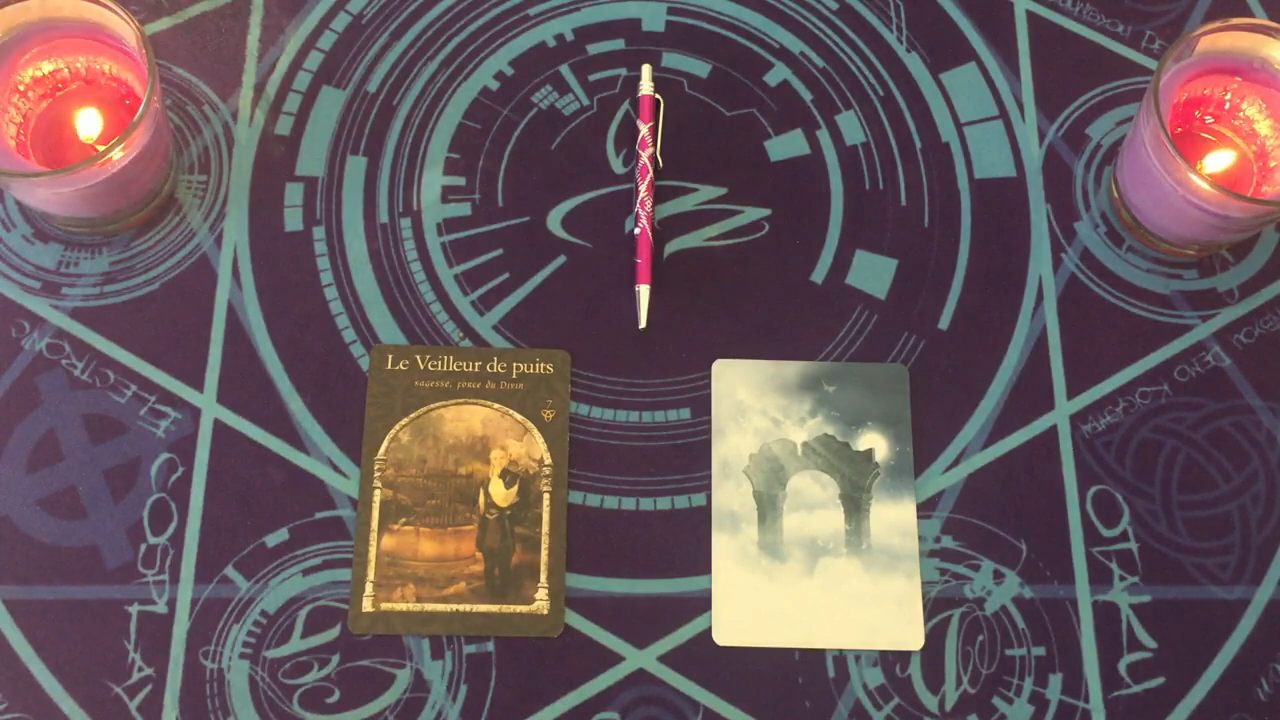 Le Veilleur de puits
sagesse, force du Divin
7
ELECTRONIC
COSPLAY
OTAKU